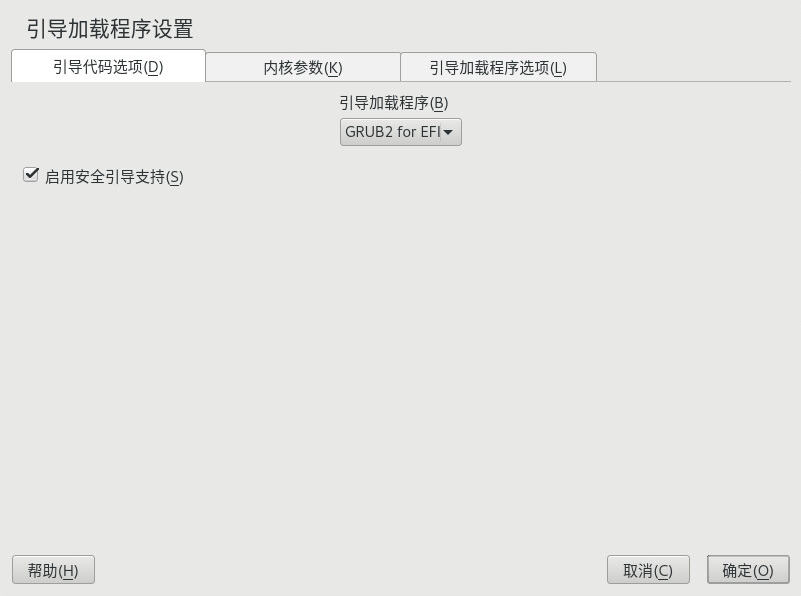 引导加载程序设置
引导代码选项(D) 内核参数(K) 引导加载程序选项(L)
引导加载程序(B)
GRUB2 for EFI
启用安全引导支持(S)
帮助(H) 取消(C) 确定(O)